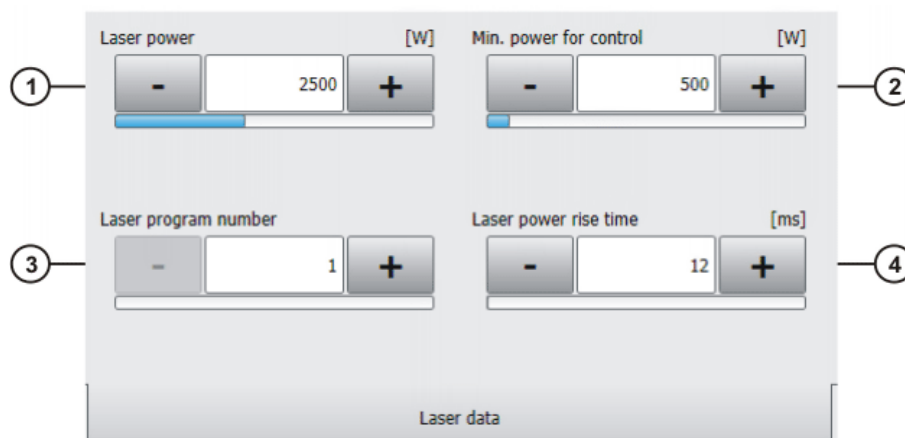 Laser power [W] Min. power for control [W]
1 - 2500 + - 500 + 2
Laser program number Laser power rise time [ms]
3 - 1 + - 12 + 4
Laser data